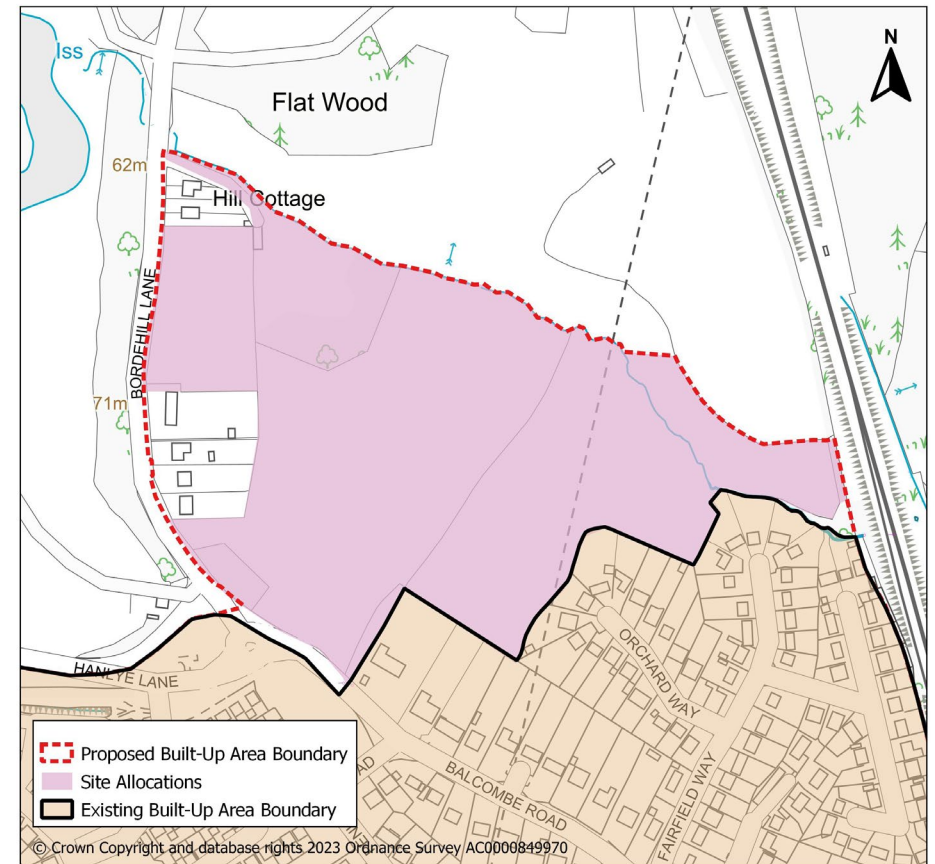 N
Iss
Flat Wood
62m
Hill Cottage
BORDEHILL LANE
71m
HANLYE LANE
ORCHARD WAY
BALCOMBE ROAD
FAIRFIELD WAY
Proposed Built-Up Area Boundary
Site Allocations
Existing Built-Up Area Boundary
© Crown Copyright and database rights 2023 Ordnance Survey AC0000849970